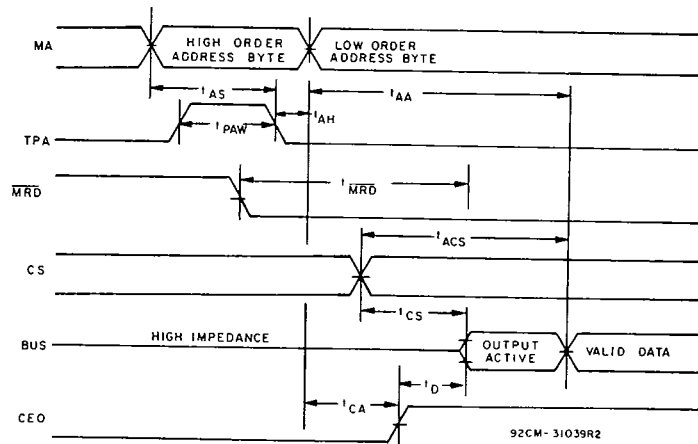 MA
HIGH ORDER
ADDRESS BYTE
LOW ORDER
ADDRESS BYTE
tAS
tAA
tPAW
tAH
TPA
MRD
tMRD
tACS
CS
tCS
BUS
HIGH IMPEDANCE
OUTPUT
ACTIVE
VALID DATA
tCA
tD
CEO
92CM-31039R2